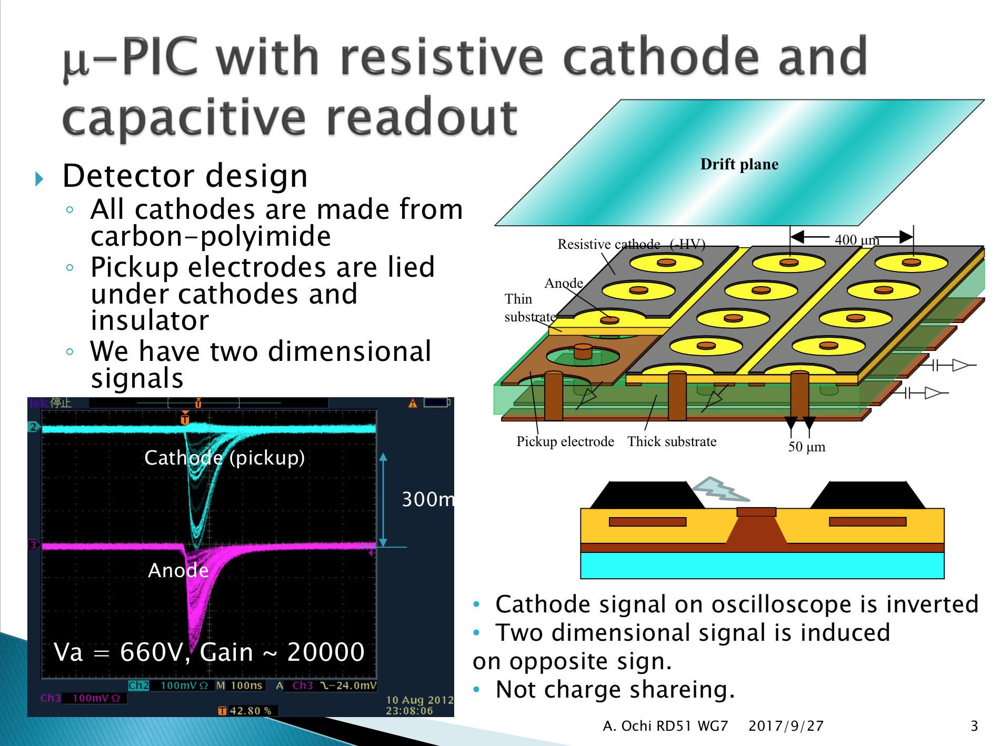 μ-PIC with resistive cathode and
capacitive readout
Detector design
All cathodes are made from
carbon-polyimide
Pickup electrodes are lied
under cathodes and
insulator
We have two dimensional
signals
Drift plane
400 μm
Resistive cathode (-HV)
Anode
Thin
substrate
Pickup electrode
Thick substrate
50 μm
Tek 停止
T
T
2
Cathode (pickup)
300m
3
Anode
Va = 660V, Gain ~ 20000
Ch2 100mVΩ M 100ns A Ch3 -24.0mV
Ch3 100mVΩ
T 42.80 %
10 Aug 2012
23:08:06
• Cathode signal on oscilloscope is inverted
• Two dimensional signal is induced
on opposite sign.
• Not charge shareing.
A. Ochi RD51 WG7 2017/9/27 3